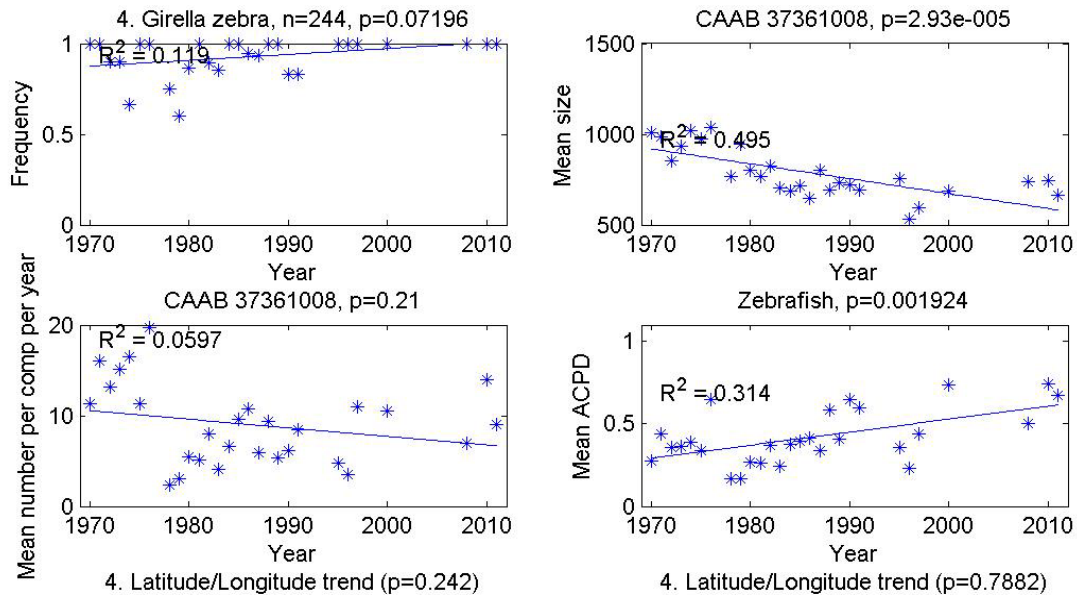 4. Girella zebra, n=244, p=0.07196
1
R² = 0.119
0.5
0
Frequency
1970 1980 1990 2000 2010
Year
CAAB 37361008, p=2.93e-005
1500
1000
R² = 0.495
500
Mean size
1970 1980 1990 2000 2010
Year
CAAB 37361008, p=0.21
20
R² = 0.0597
10
0
Mean number per comp per year
1970 1980 1990 2000 2010
Year
4. Latitude/Longitude trend (p=0.242)
Zebrafish, p=0.001924
1
R² = 0.314
0.5
0
Mean ACPD
1970 1980 1990 2000 2010
Year
4. Latitude/Longitude trend (p=0.7882)